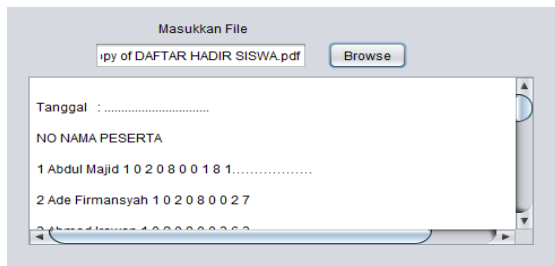 Masukkan File
opy of DAFTAR HADIR SISWA.pdf Browse
Tanggal : ..............................
NO NAMA PESERTA
1 Abdul Majid 1 0 2 0 8 0 0 1 8 1..................
2 Ade Firmansyah 1 0 2 0 8 0 0 2 7